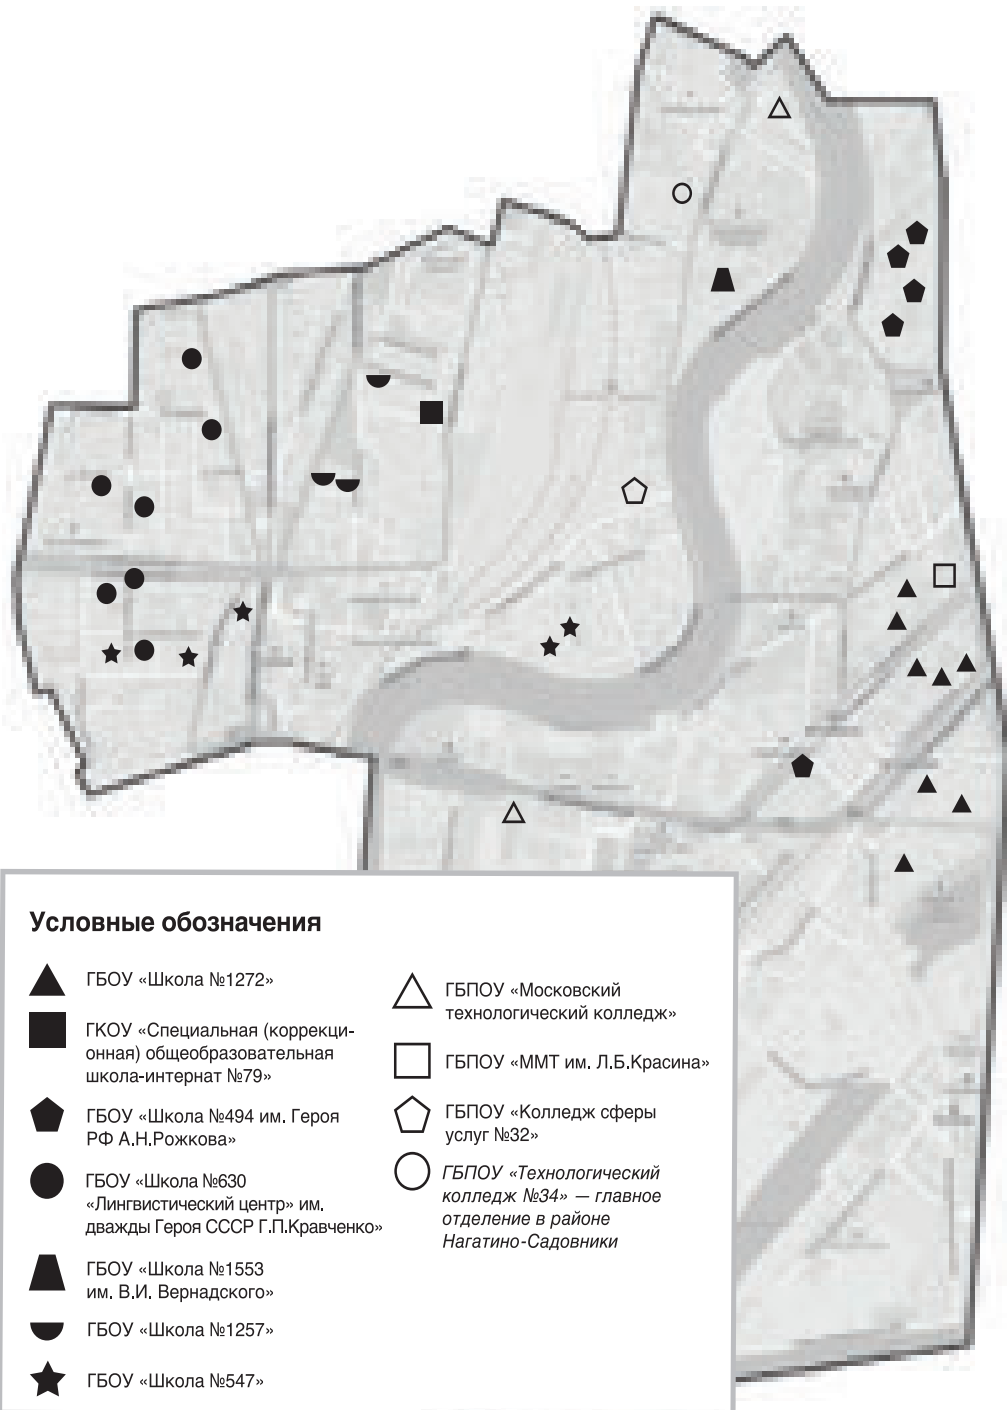 Условные обозначения
ГБОУ «Школа №1272»
ГКОУ «Специальная (коррекци-
онная) общеобразовательная
школа-интернат №79»
ГБОУ «Школа №494 им. Героя
РФ А.Н.Рожкова»
ГБОУ «Школа №630
«Лингвистический центр» им.
дважды Героя СССР Г.П.Кравченко»
ГБОУ «Школа №1553
им. В.И. Вернадского»
ГБОУ «Школа №1257»
ГБОУ «Школа №547»
ГБПОУ «Московский
технологический колледж»
ГБПОУ «ММТ им. Л.Б.Красина»
ГБПОУ «Колледж сферы
услуг №32»
ГБПОУ «Технологический
колледж №34» — главное
отделение в районе
Нагатино-Садовники